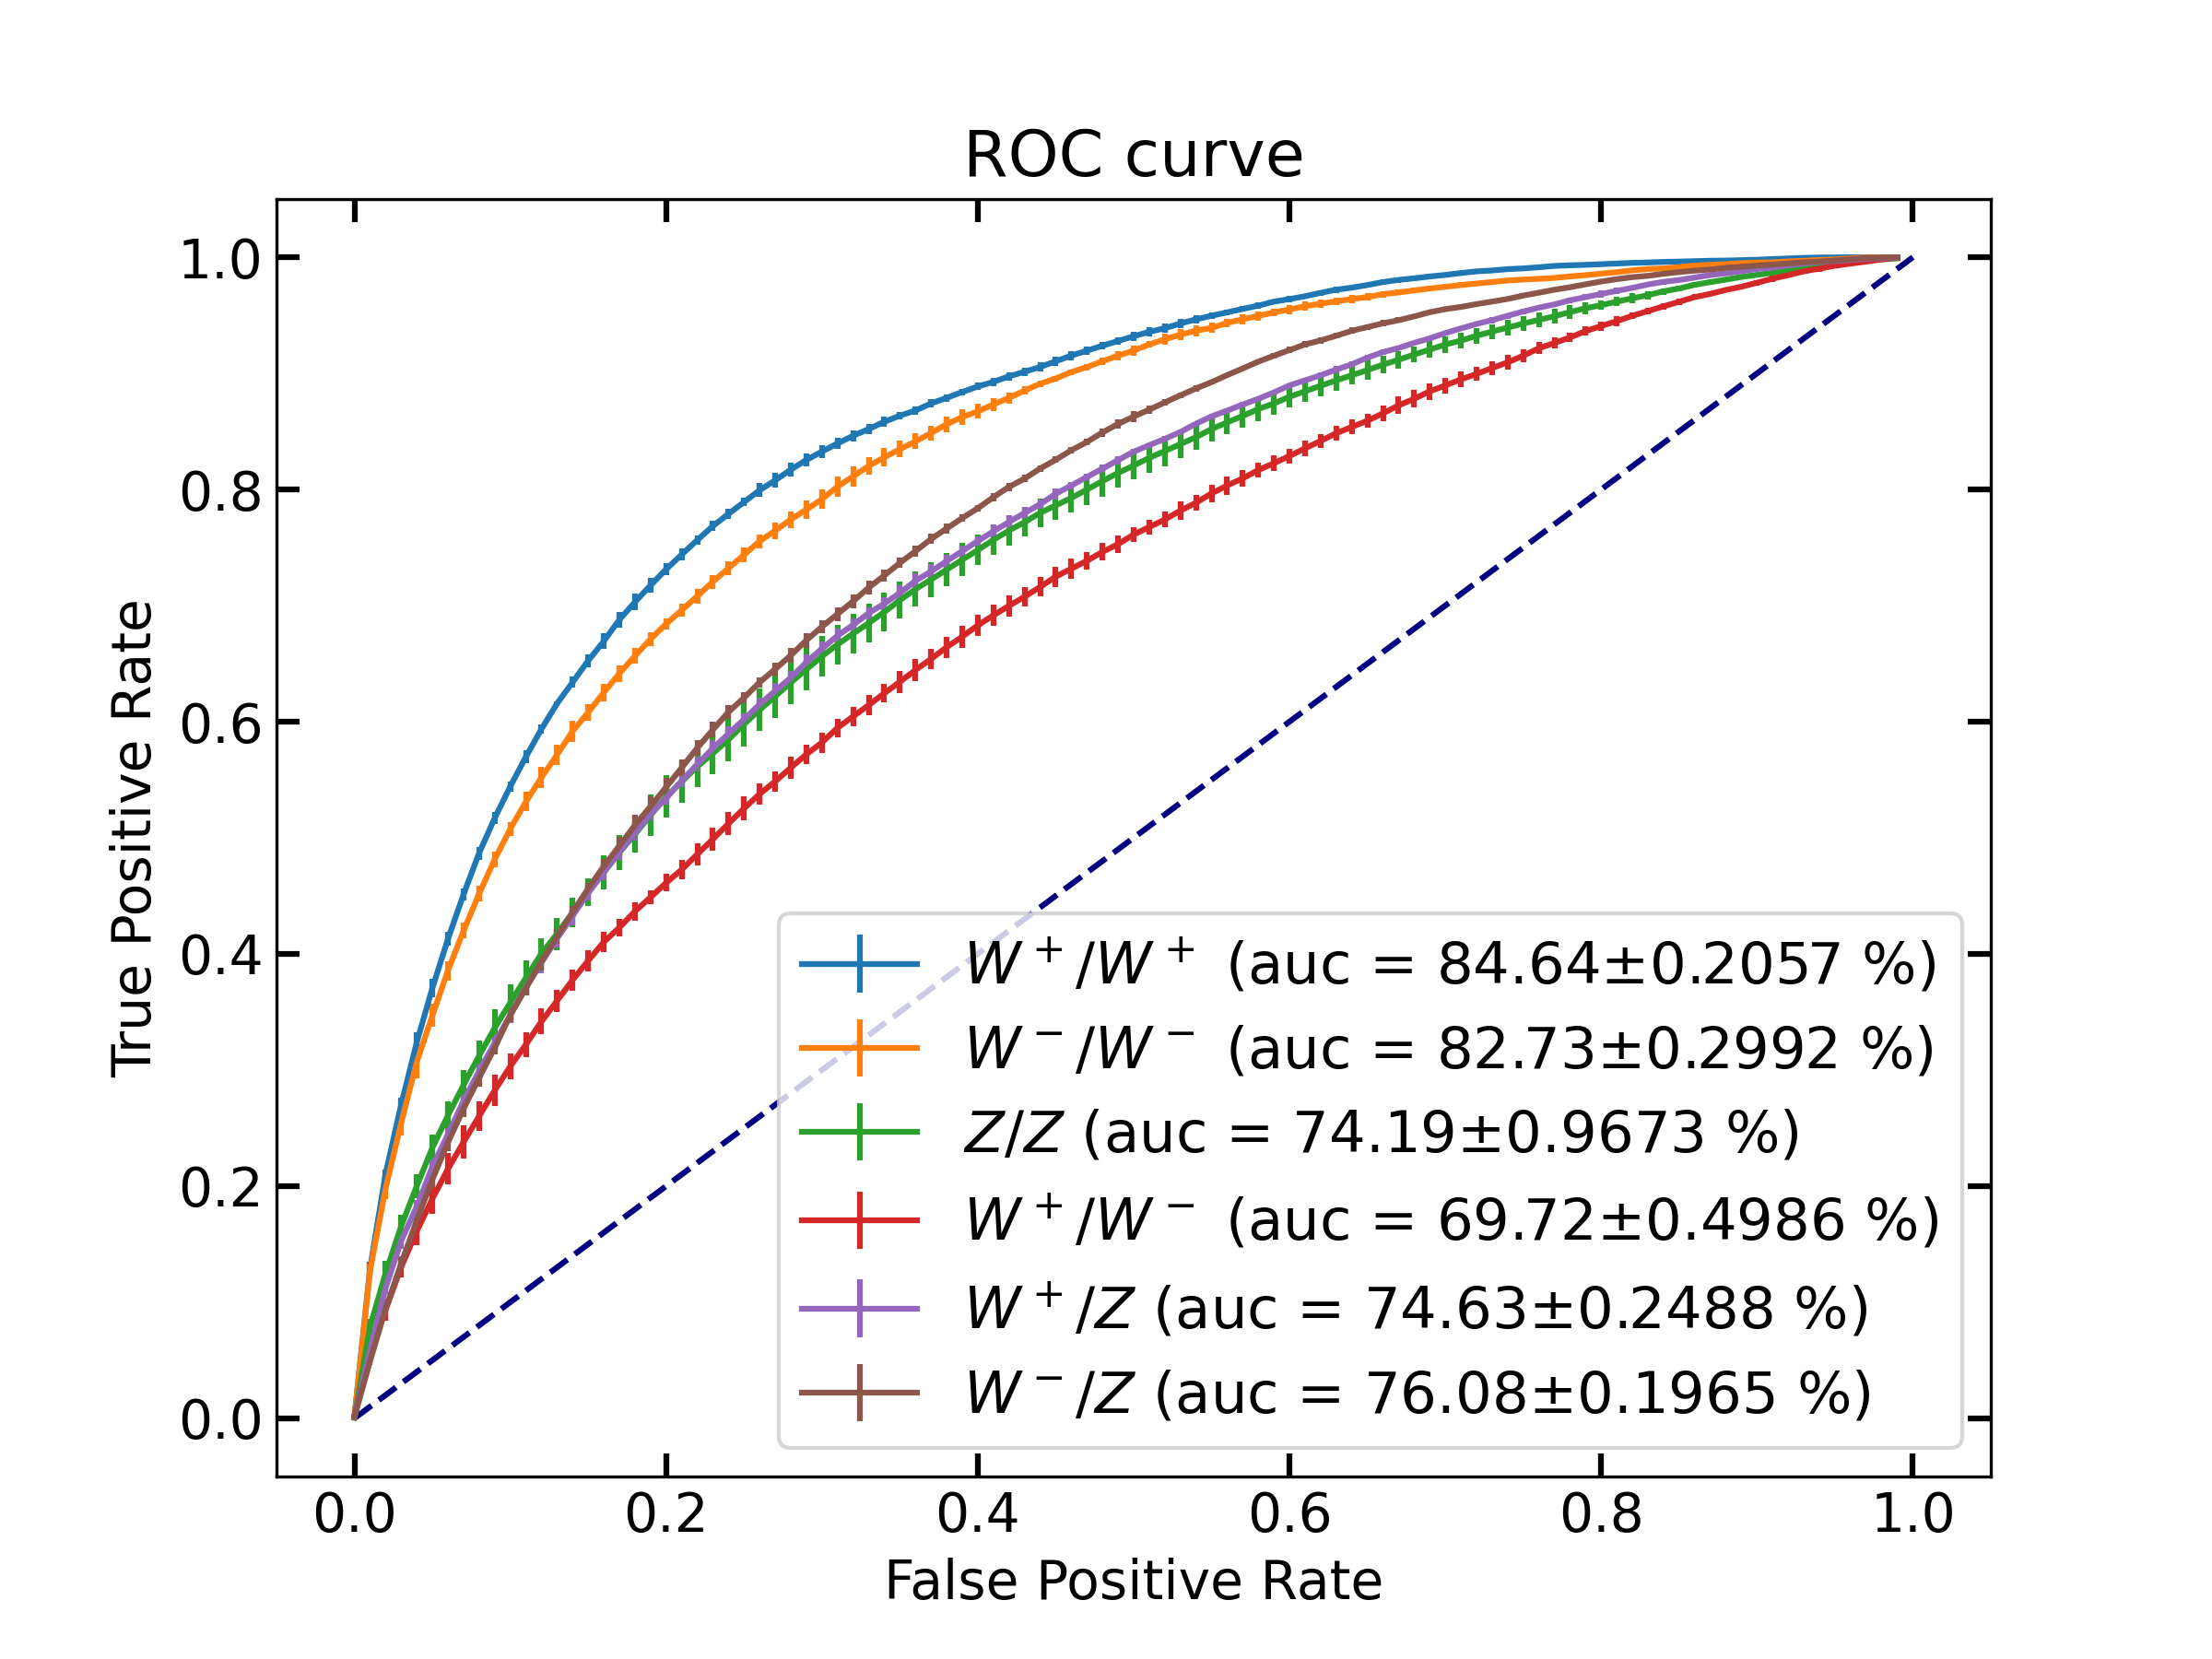 ROC curve
1.0
0.8
0.6
0.4
0.2
0.0
True Positive Rate
W⁺/W⁺ (auc = 84.64±0.2057 %)
W⁻/W⁻ (auc = 82.73±0.2992 %)
Z/Z (auc = 74.19±0.9673 %)
W⁺/W⁻ (auc = 69.72±0.4986 %)
W⁺/Z (auc = 74.63±0.2488 %)
W⁻/Z (auc = 76.08±0.1965 %)
0.0 0.2 0.4 0.6 0.8 1.0
False Positive Rate